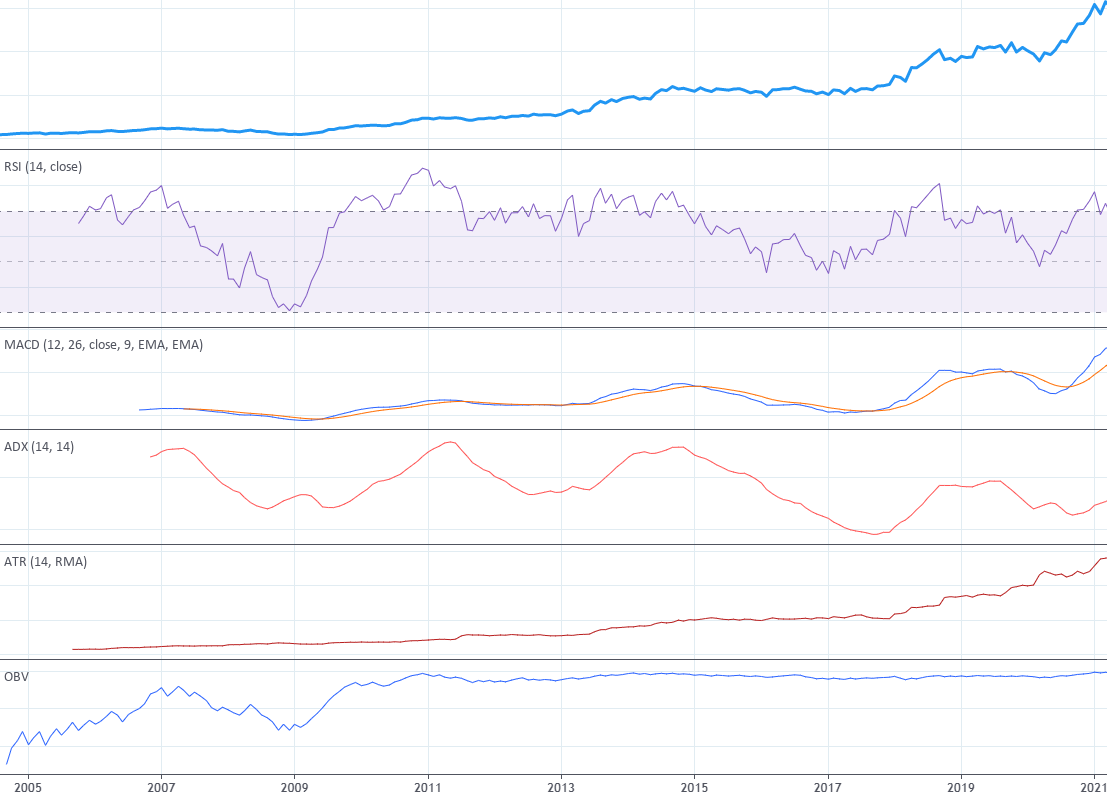 RSI (14, close)
MACD (12, 26, close, 9, EMA, EMA)
ADX (14, 14)
ATR (14, RMA)
OBV
2005 2007 2009 2011 2013 2015 2017 2019 2021